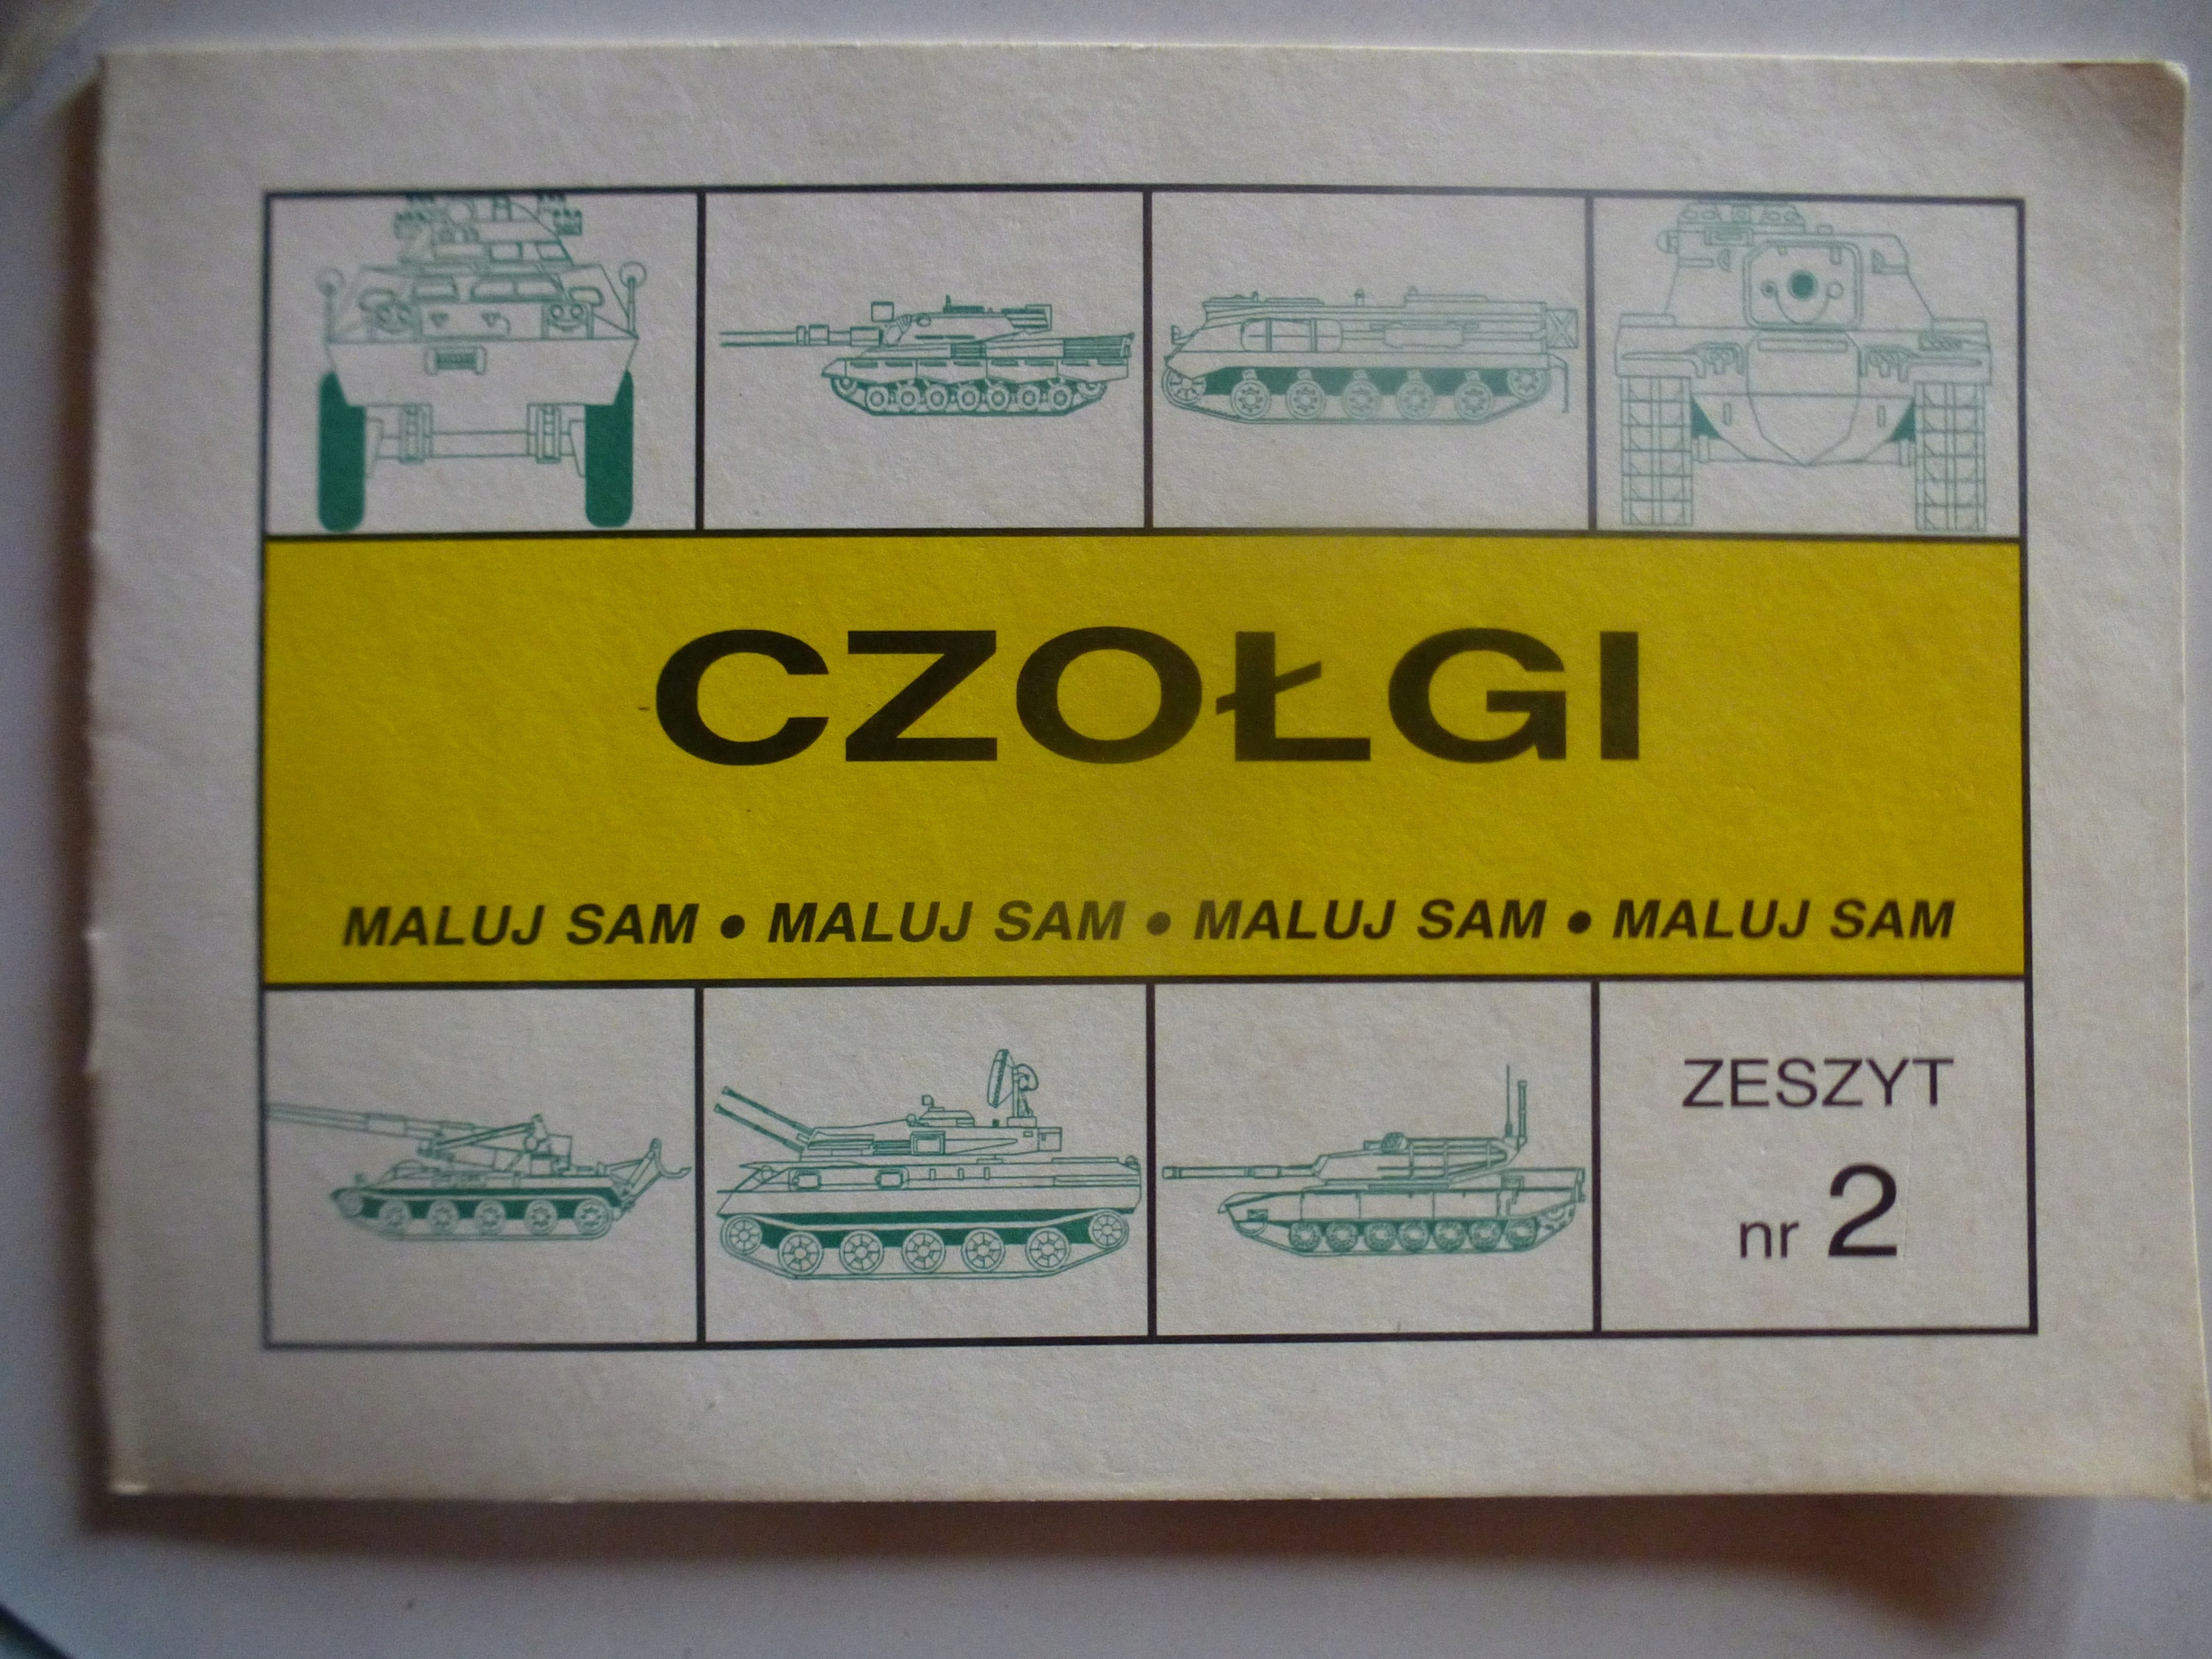 CZOŁGI
MALUJ SAM • MALUJ SAM • MALUJ SAM • MALUJ SAM
ZESZYT
nr 2